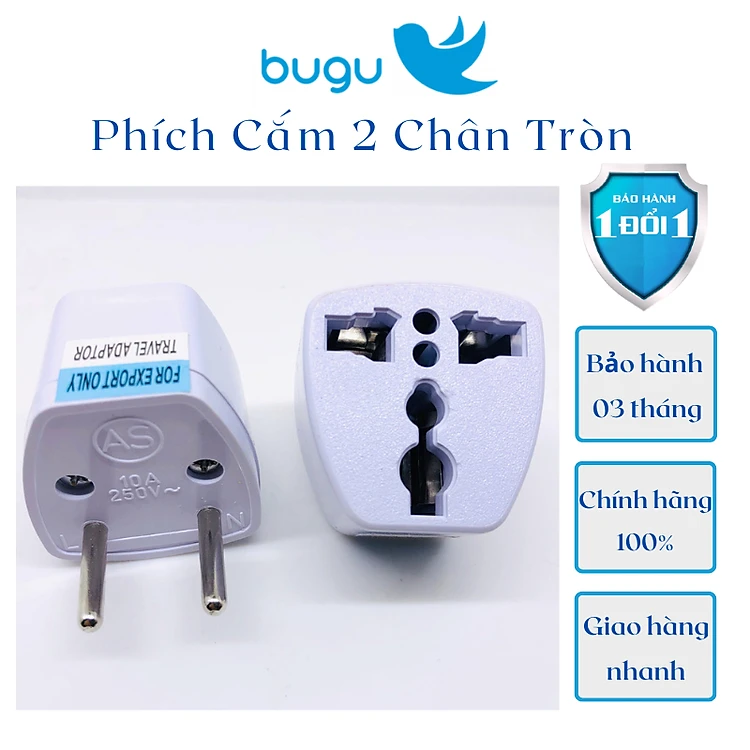 bugu
Phích Cắm 2 Chân Tròn
BẢO HÀNH
1 ĐỔI 1
Bảo hành
03 tháng
Chính hãng
100%
Giao hàng
nhanh
TRAVEL ADAPTOR
FOR EXPORT ONLY
AS
10A
250V~
L
N